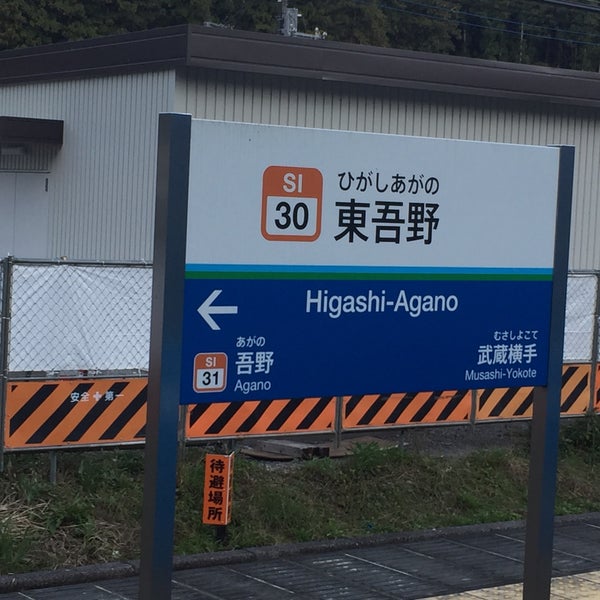 SI
30
ひがしあがの
東吾野
Higashi-Agano
あがの
SI
31
吾野
Agano
むさしよこて
武蔵横手
Musashi-Yokote
安全 第一
待避場所